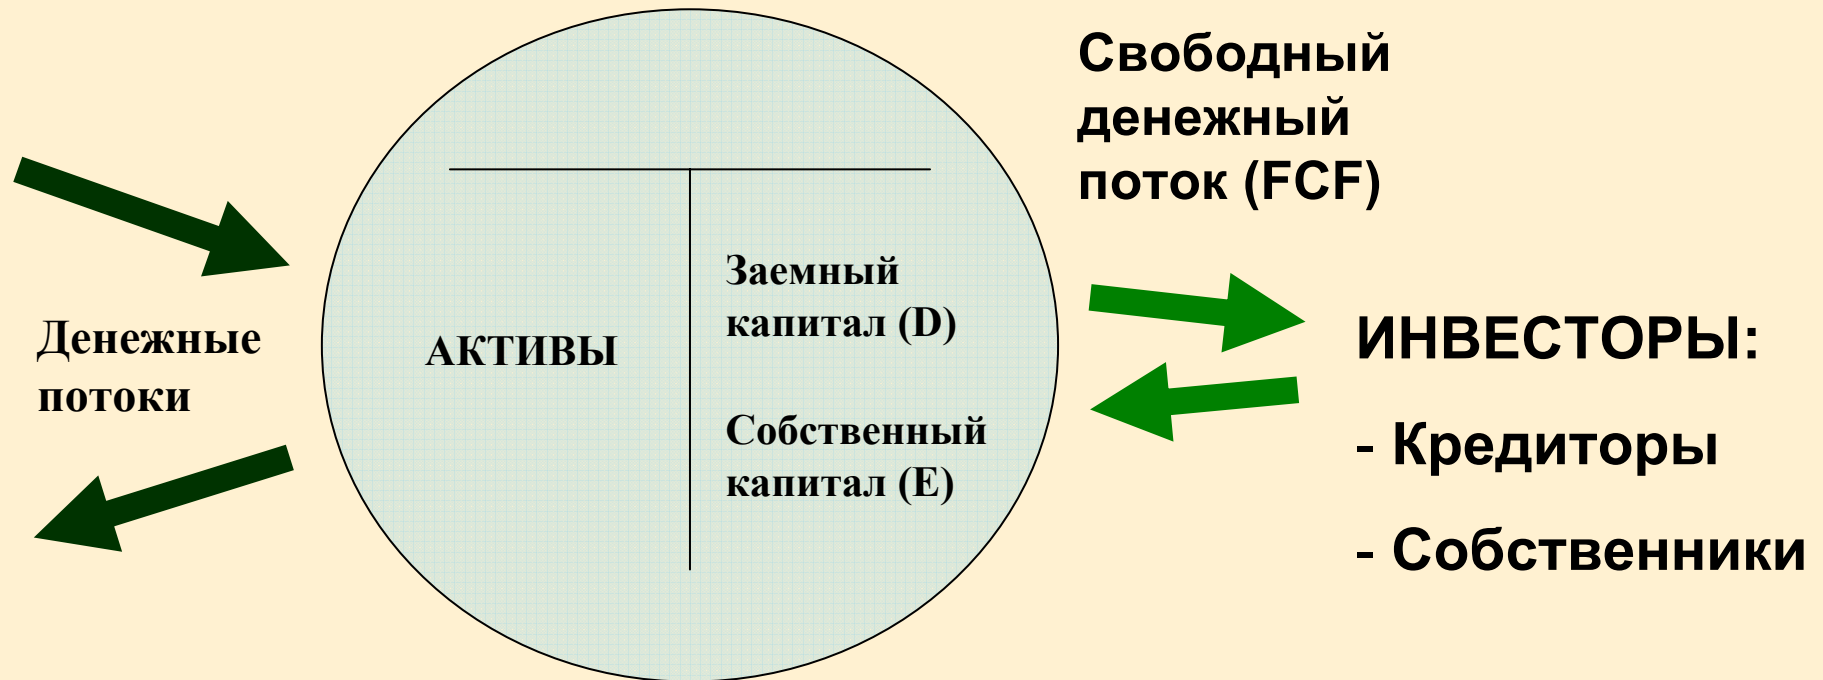 Свободный
денежный
поток (FCF)
Денежные
потоки
АКТИВЫ
Заемный
капитал (D)
Собственный
капитал (E)
ИНВЕСТОРЫ:
- Кредиторы
- Собственники